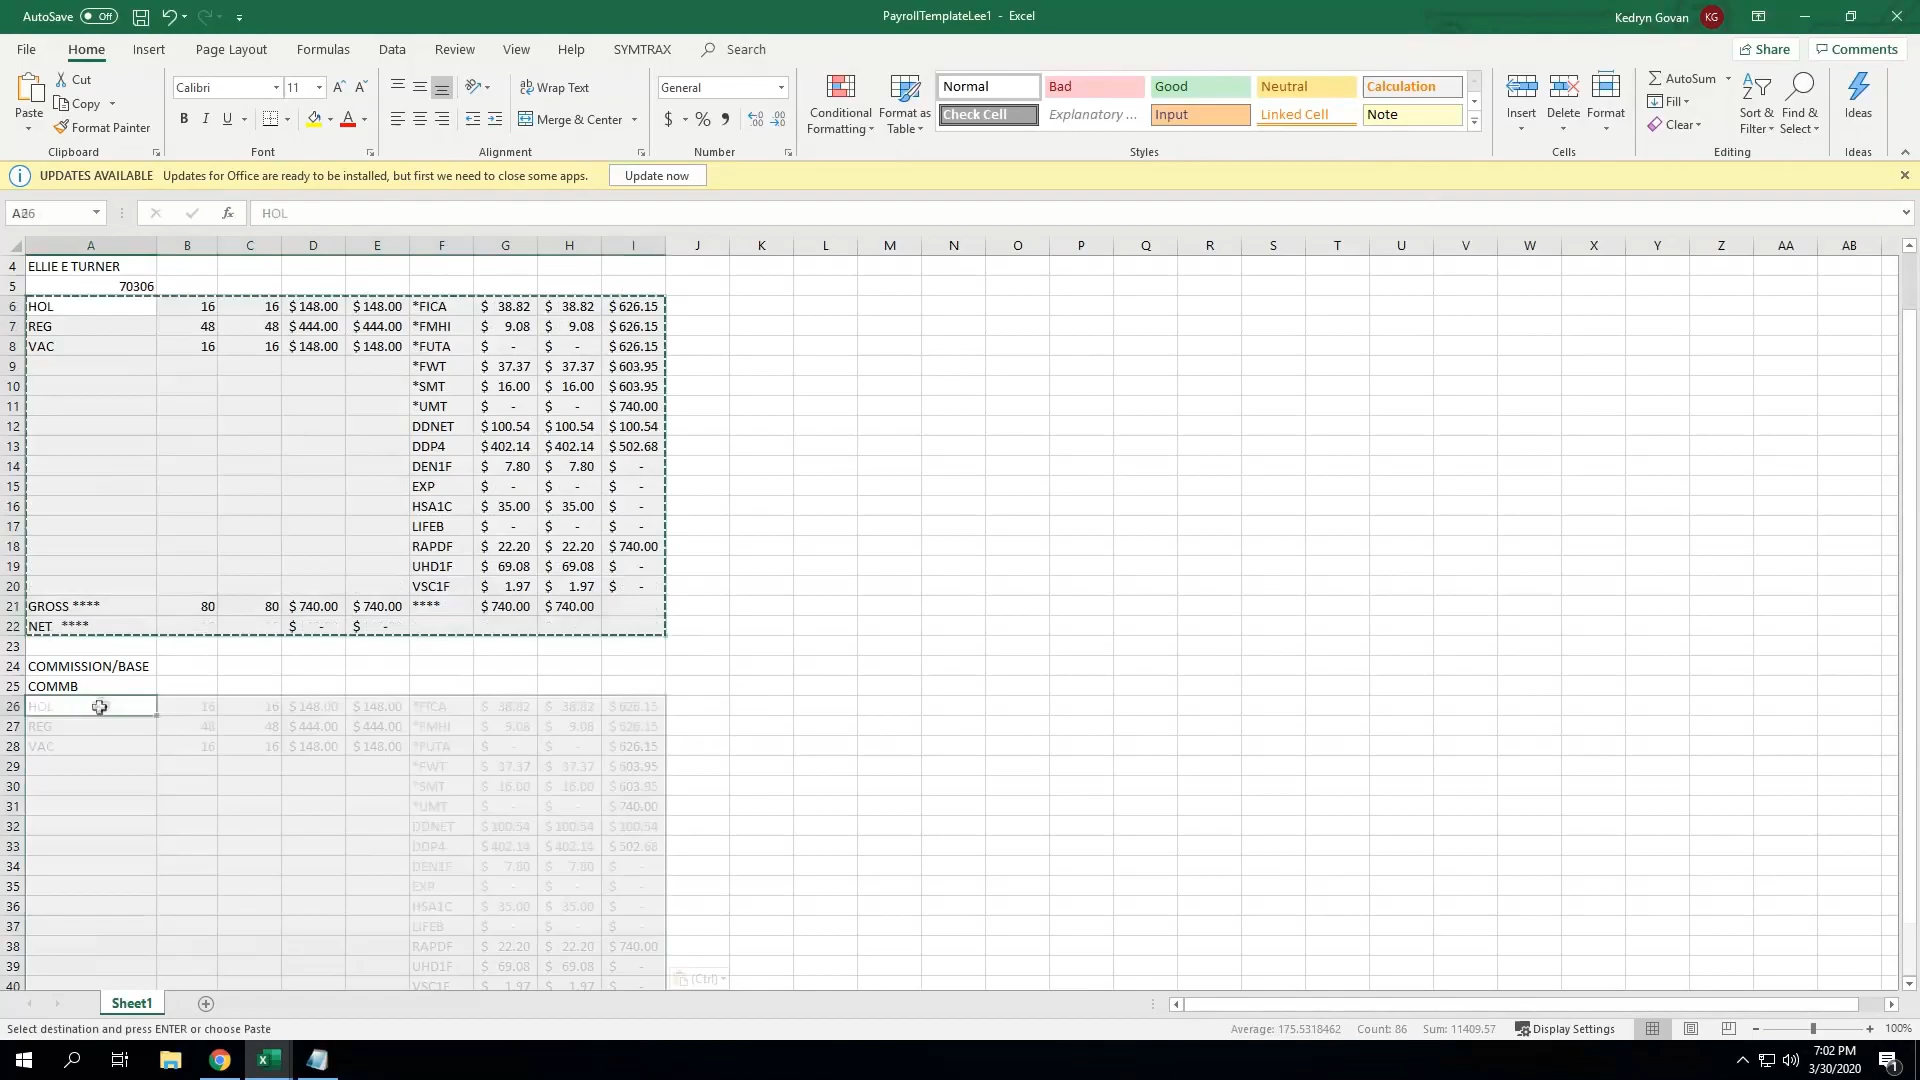 AutoSave Off PayrollTemplateLee1 - Excel Kedryn Govan KG
File Home Insert Page Layout Formulas Data Review View Help SYMTRAX Search Share Comments
Paste Cut Copy Format Painter Clipboard
Calibri 11 B I U A A A Font
Wrap Text Merge & Center Alignment
General $ % , Number
Conditional Formatting Format as Table
Normal Bad Good Neutral Calculation
Check Cell Explanatory ... Input Linked Cell Note
Styles
Insert Delete Format Cells
AutoSum Fill Clear Sort & Filter Find & Select Editing
Ideas Ideas
UPDATES AVAILABLE Updates for Office are ready to be installed, but first we need to close some apps. Update now
fx HOL
A B C D E F G H I J K L M N O P Q R S T U V W X Y Z AA AB
4 ELLIE E TURNER
5 70306
6 HOL 16 16 $ 148.00 $ 148.00 *FICA $ 38.82 $ 38.82 $ 626.15
7 REG 48 48 $ 444.00 $ 444.00 *FMHI $ 9.08 $ 9.08 $ 626.15
8 VAC 16 16 $ 148.00 $ 148.00 *FUTA $ - $ - $ 626.15
9 *FWT $ 37.37 $ 37.37 $ 603.95
10 *SMT $ 16.00 $ 16.00 $ 603.95
11 *UMT $ - $ - $ 740.00
12 DDNET $ 100.54 $ 100.54 $ 100.54
13 DDP4 $ 402.14 $ 402.14 $ 502.68
14 DEN1F $ 7.80 $ 7.80 $ -
15 EXP $ - $ - $ -
16 HSA1C $ 35.00 $ 35.00 $ -
17 LIFEB $ - $ - $ -
18 RAPDF $ 22.20 $ 22.20 $ 740.00
19 UHD1F $ 69.08 $ 69.08 $ -
20 VSC1F $ 1.97 $ 1.97 $ -
21 GROSS **** 80 80 $ 740.00 $ 740.00 **** $ 740.00 $ 740.00
22 NET **** $ - $ -
23
24 COMMISSION/BASE
25 COMMB
26 HOL 16 16 $ 148.00 $ 148.00 *FICA $ 38.82 $ 38.82 $ 626.15
27 REG 48 48 $ 444.00 $ 444.00 *FMHI $ 9.08 $ 9.08 $ 626.15
28 VAC 16 16 $ 148.00 $ 148.00 *FUTA $ - $ - $ 626.15
29 *FWT $ 37.37 $ 37.37 $ 603.95
30 *SMT $ 16.00 $ 16.00 $ 603.95
31 *UMT $ - $ - $ 740.00
32 DDNET $ 100.54 $ 100.54 $ 100.54
33 DDP4 $ 402.14 $ 402.14 $ 502.68
34 DEN1F $ 7.80 $ 7.80 $ -
35 EXP $ - $ - $ -
36 HSA1C $ 35.00 $ 35.00 $ -
37 LIFEB $ - $ - $ -
38 RAPDF $ 22.20 $ 22.20 $ 740.00
39 UHD1F $ 69.08 $ 69.08 $ - (Ctrl)
40 VSC1F $ 1.97 $ 1.97 $ -
Sheet1
Select destination and press ENTER or choose Paste Average: 175.5318462 Count: 86 Sum: 11409.57 Display Settings 100%
7:02 PM
3/30/2020
1